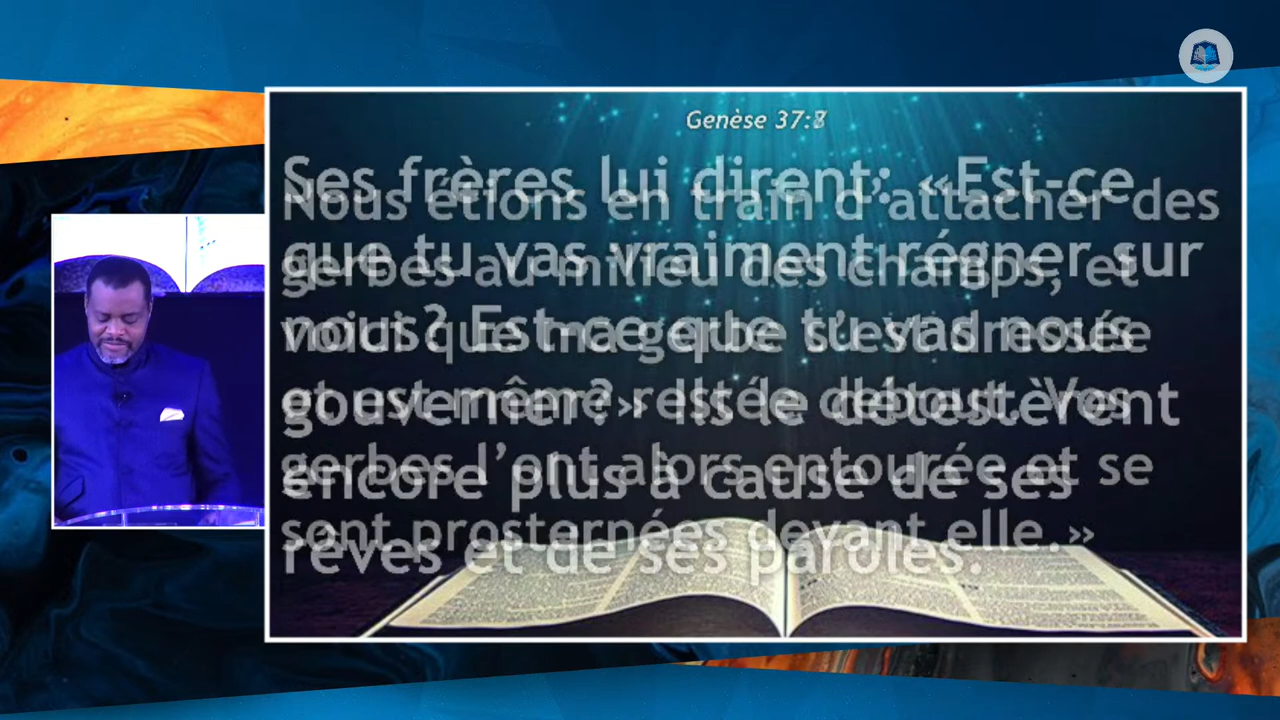 Genèse 37:8
Ses frères lui dirent: «Est-ce
que tu vas vraiment régner sur
nous? Est-ce que tu vas nous
gouverner?» Ils le détestèrent
encore plus à cause de ses
rêves et de ses paroles.
Nous étions en train d'attacher des
gerbes au milieu des champs, et
voici que ma gerbe s'est dressée
et est même restée debout. Vos
gerbes l'ont alors entourée et se
sont prosternées devant elle.»